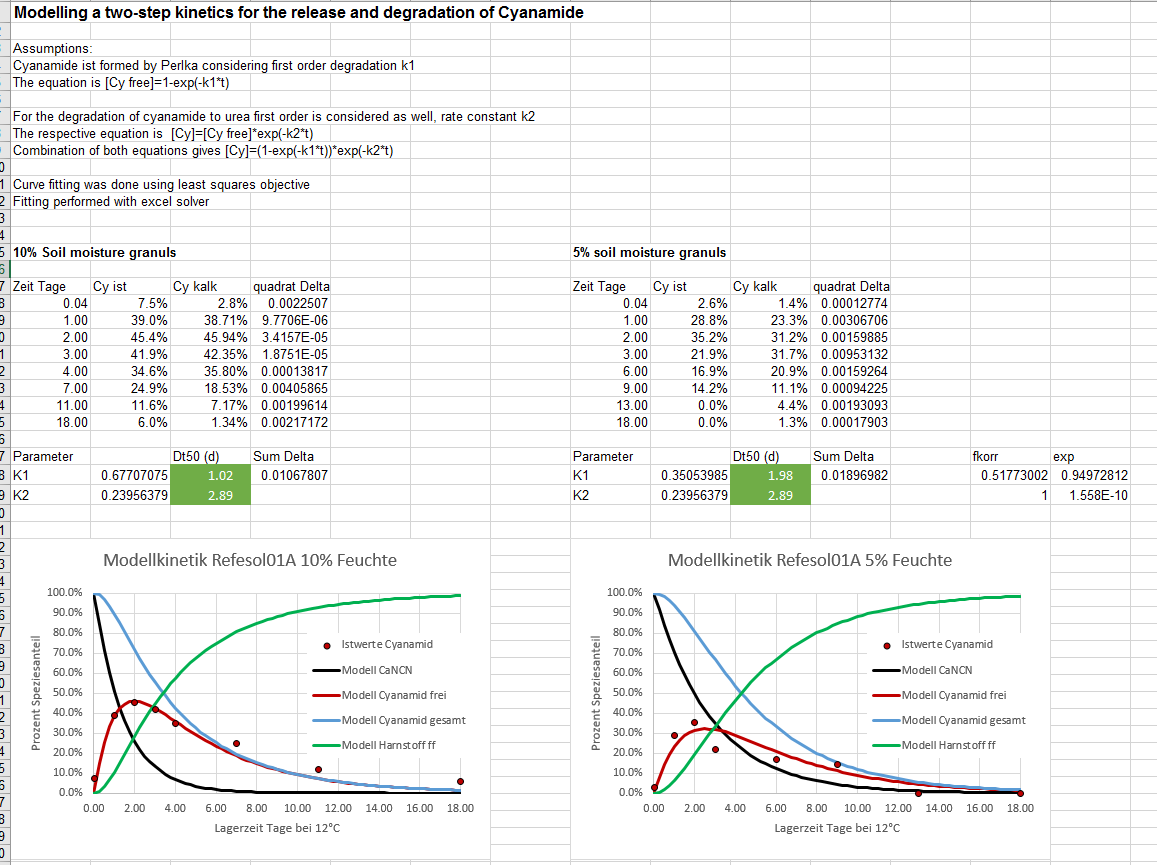 Modelling a two-step kinetics for the release and degradation of Cyanamide
Assumptions:
Cyanamide ist formed by Perlka considering first order degradation k1
The equation is [Cy free]=1-exp(-k1*t)
For the degradation of cyanamide to urea first order is considered as well, rate constant k2
The respective equation is [Cy]=[Cy free]*exp(-k2*t)
Combination of both equations gives [Cy]=(1-exp(-k1*t))*exp(-k2*t)
Curve fitting was done using least squares objective
Fitting performed with excel solver
10% Soil moisture granuls
Zeit Tage Cy ist Cy kalk quadrat Delta
0.04 7.5% 2.8% 0.0022507
1.00 39.0% 38.71% 9.7706E-06
2.00 45.4% 45.94% 3.4157E-05
3.00 41.9% 42.35% 1.8751E-05
4.00 34.6% 35.80% 0.00013817
7.00 24.9% 18.53% 0.00405865
11.00 11.6% 7.17% 0.00199614
18.00 6.0% 1.34% 0.00217172
Parameter Dt50 (d) Sum Delta
K1 0.67707075 1.02 0.01067807
K2 0.23956379 2.89
5% soil moisture granuls
Zeit Tage Cy ist Cy kalk quadrat Delta
0.04 2.6% 1.4% 0.00012774
1.00 28.8% 23.3% 0.00306706
2.00 35.2% 31.2% 0.00159885
3.00 21.9% 31.7% 0.00953132
6.00 16.9% 20.9% 0.00159264
9.00 14.2% 11.1% 0.00094225
13.00 0.0% 4.4% 0.00193093
18.00 0.0% 1.3% 0.00017903
Parameter Dt50 (d) Sum Delta fkorr exp
K1 0.35053985 1.98 0.01896982 0.51773002 0.94972812
K2 0.23956379 2.89 1 1.558E-10
Modellkinetik Refesol01A 10% Feuchte
Prozent Speziesanteil
100.0%
90.0%
80.0%
70.0%
60.0%
50.0%
40.0%
30.0%
20.0%
10.0%
0.0%
Istwerte Cyanamid
Modell CaNCN
Modell Cyanamid frei
Modell Cyanamid gesamt
Modell Harnstoff ff
0.00 2.00 4.00 6.00 8.00 10.00 12.00 14.00 16.00 18.00
Lagerzeit Tage bei 12°C
Modellkinetik Refesol01A 5% Feuchte
Prozent Speziesanteil
100.0%
90.0%
80.0%
70.0%
60.0%
50.0%
40.0%
30.0%
20.0%
10.0%
0.0%
Istwerte Cyanamid
Modell CaNCN
Modell Cyanamid frei
Modell Cyanamid gesamt
Modell Harnstoff ff
0.00 2.00 4.00 6.00 8.00 10.00 12.00 14.00 16.00 18.00
Lagerzeit Tage bei 12°C